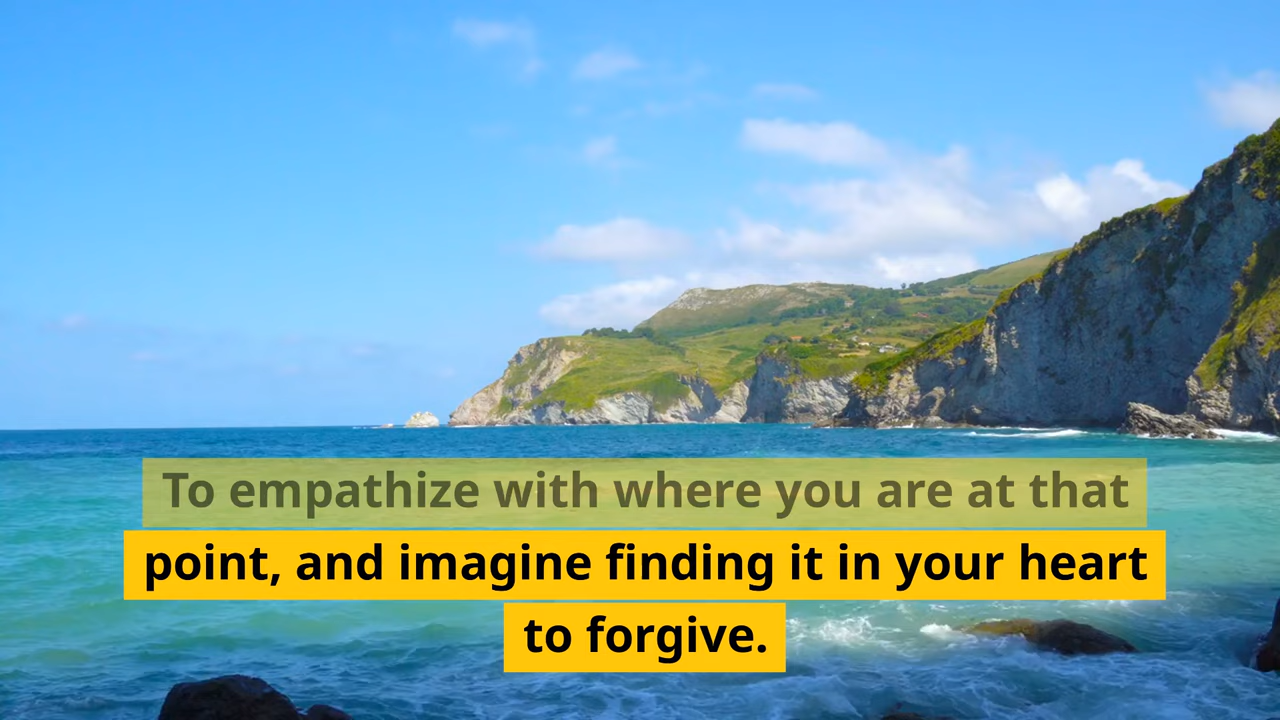 To empathize with where you are at that
point, and imagine finding it in your heart
to forgive.